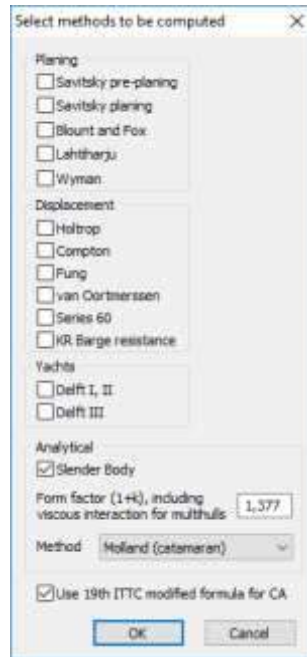 Select methods to be computed
Planing
Savitsky pre-planing
Savitsky planing
Blount and Fox
Lahtiharju
Wyman
Displacement
Holtrop
Compton
Fung
van Oortmerssen
Series 60
KR Barge resistance
Yachts
Delft I, II
Delft III
Analytical
Slender Body
Form factor (1+k), including
viscous interaction for multihulls
1,377
Method Molland (catamaran)
Use 19th ITTC modified formula for CA
OK Cancel